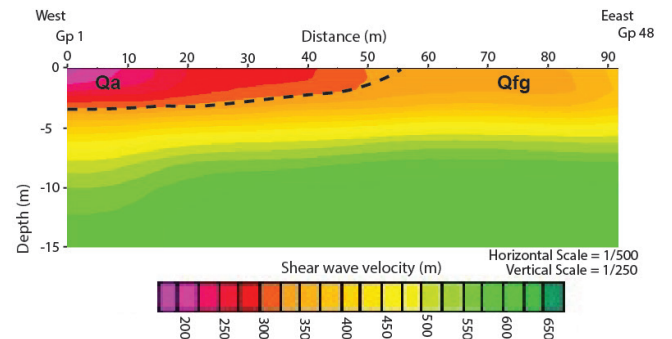 West
Eeast
Gp 1
Distance (m)
Gp 48
0 10 20 30 40 50 60 70 80 90
0
Qa
Qfg
-5
-10
-15
Depth (m)
Horizontal Scale = 1/500
Vertical Scale = 1/250
Shear wave velocity (m)
200 250 300 350 400 450 500 550 600 650